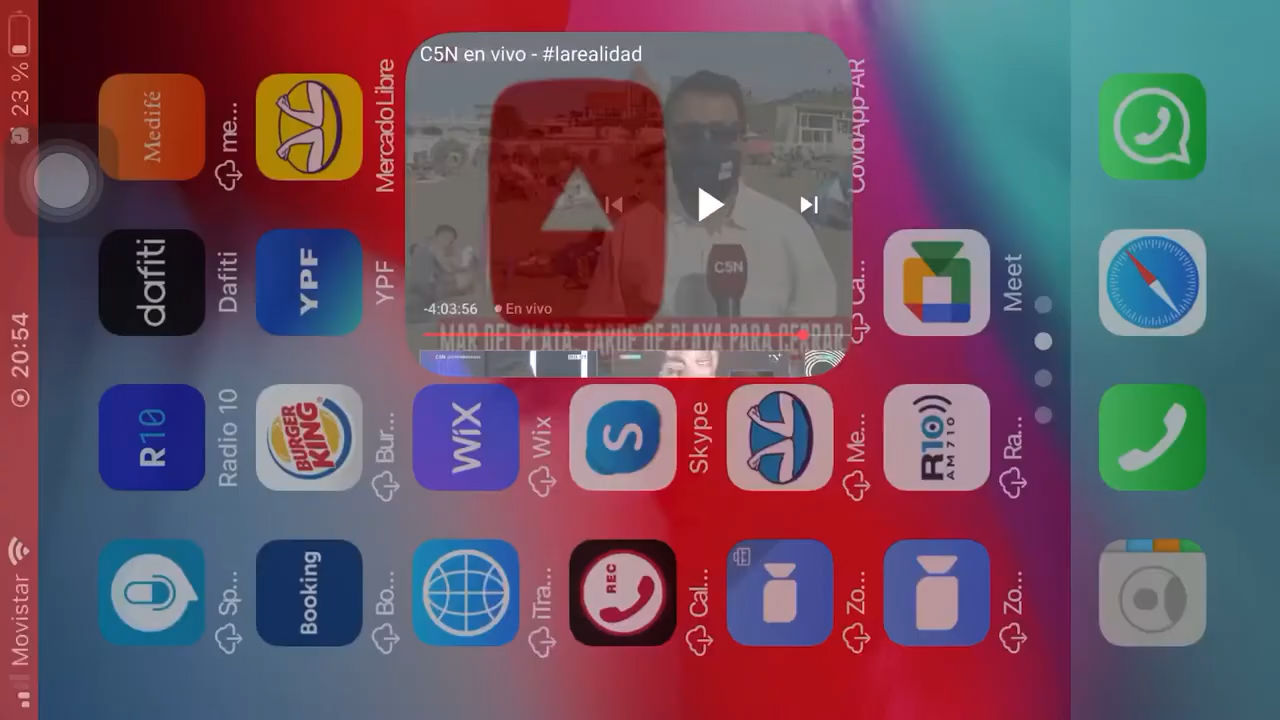 Movistar
20:54
23 %
C5N en vivo - #larealidad
C5N
-4:03:56
En vivo
MAR DEL PLATA TARDE DE PLAYA PARA CERRAR
Sp...
R10
Radio 10
dafiti
Dafiti
Medifé
me...
Booking
Bo...
BURGER
KING
Bur...
YPF
YPF
MercadoLibre
iTra...
WiX
Wix
REC
Cal...
S
Skype
Zo...
Me...
Ca...
CovidApp-AR
Zo...
R10
AM 710
Ra...
Meet